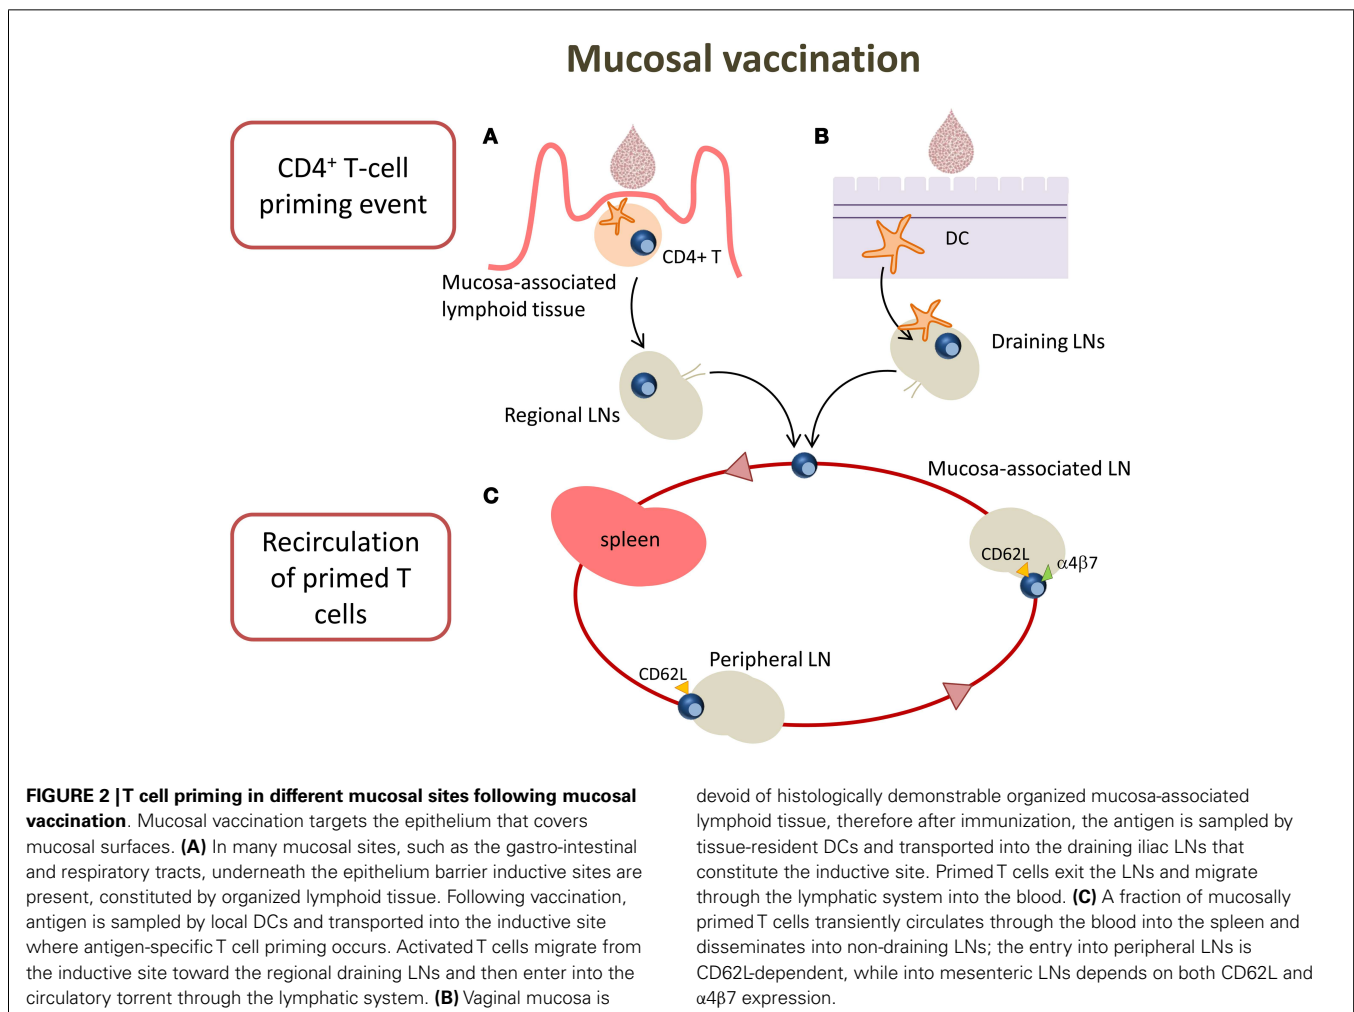 Mucosal vaccination
CD4⁺ T-cell
priming event
A
CD4+ T
Mucosa-associated
lymphoid tissue
Regional LNs
B
DC
Draining LNs
Recirculation
of primed T
cells
C
spleen
Mucosa-associated LN
CD62L
α4β7
Peripheral LN
CD62L
FIGURE 2 | T cell priming in different mucosal sites following mucosal
vaccination. Mucosal vaccination targets the epithelium that covers
mucosal surfaces. (A) In many mucosal sites, such as the gastro-intestinal
and respiratory tracts, underneath the epithelium barrier inductive sites are
present, constituted by organized lymphoid tissue. Following vaccination,
antigen is sampled by local DCs and transported into the inductive site
where antigen-specific T cell priming occurs. Activated T cells migrate from
the inductive site toward the regional draining LNs and then enter into the
circulatory torrent through the lymphatic system. (B) Vaginal mucosa is
devoid of histologically demonstrable organized mucosa-associated
lymphoid tissue, therefore after immunization, the antigen is sampled by
tissue-resident DCs and transported into the draining iliac LNs that
constitute the inductive site. Primed T cells exit the LNs and migrate
through the lymphatic system into the blood. (C) A fraction of mucosally
primed T cells transiently circulates through the blood into the spleen and
disseminates into non-draining LNs; the entry into peripheral LNs is
CD62L-dependent, while into mesenteric LNs depends on both CD62L and
α4β7 expression.